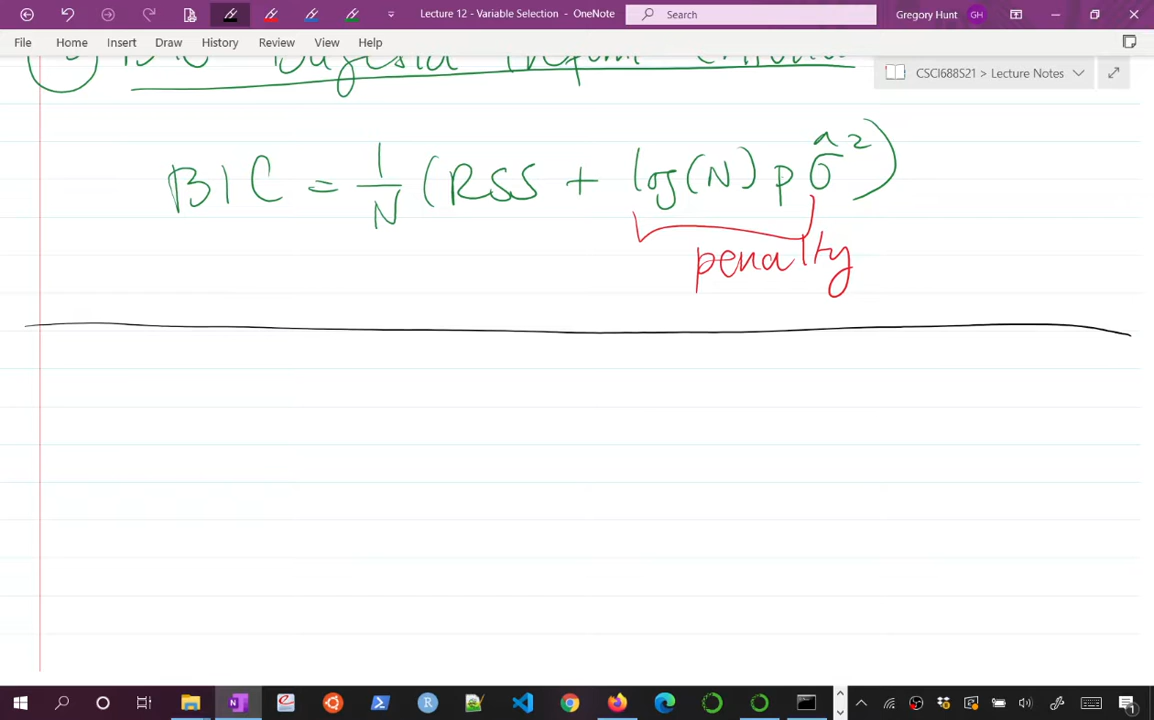 Lecture 12 - Variable Selection - OneNote
Search
Gregory Hunt GH
File Home Insert Draw History Review View Help
CSCI688S21 > Lecture Notes
BIC = 1/N (RSS + log(N) p σ̂²)
penalty